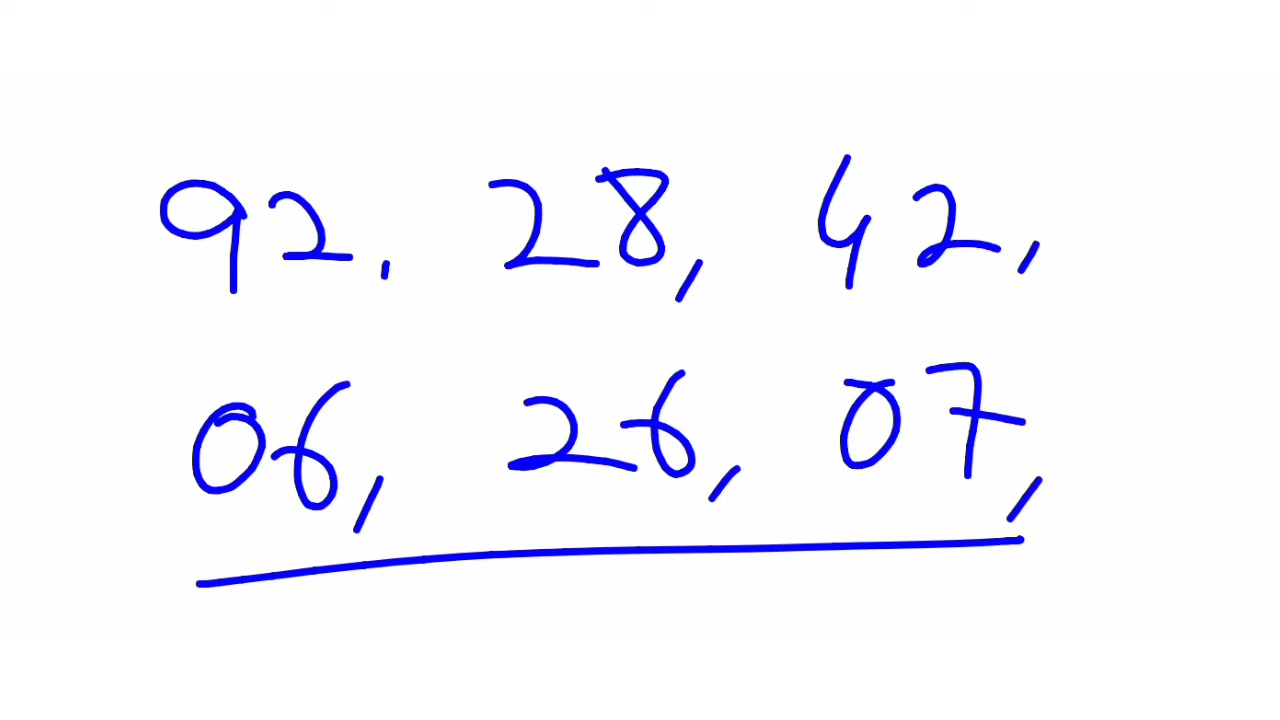 92. 28, 42,
06, 26, 07,